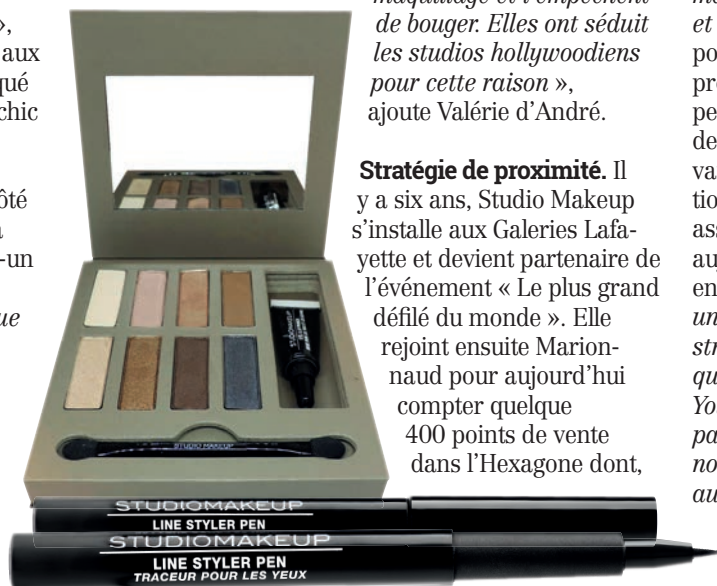 »,
aux
qué
chic
ôté
a
-un
ue
maquillage et l'empêchent
de bouger. Elles ont séduit
les studios hollywoodiens
pour cette raison »,
ajoute Valérie d'André.
Stratégie de proximité. Il
y a six ans, Studio Makeup
s'installe aux Galeries Lafa-
yette et devient partenaire de
l'événement « Le plus grand
défilé du monde ». Elle
rejoint ensuite Marion-
naud pour aujourd'hui
compter quelque
400 points de vente
dans l'Hexagone dont,
et
po
pr
pe
de
va
tio
ass
au
en
un
str
qu
Yo
pa
no
au
STUDIO MAKEUP
STUDIOMAKEUP
LINE STYLER PEN
STUDIOMAKEUP
LINE STYLER PEN
TRACEUR POUR LES YEUX